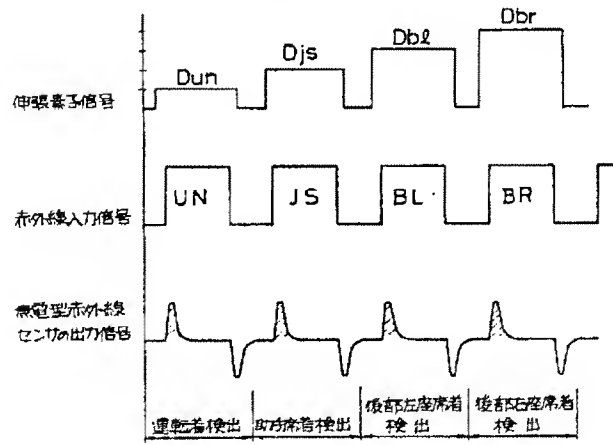 Dun
Djs
Dbl
Dbr
伸張素子信号
UN
JS
BL
BR
赤外線入力信号
焦電型赤外線
センサの出力信号
運転者検出
助手席着検出
後部左座席着
検出
後部右座席着
検出